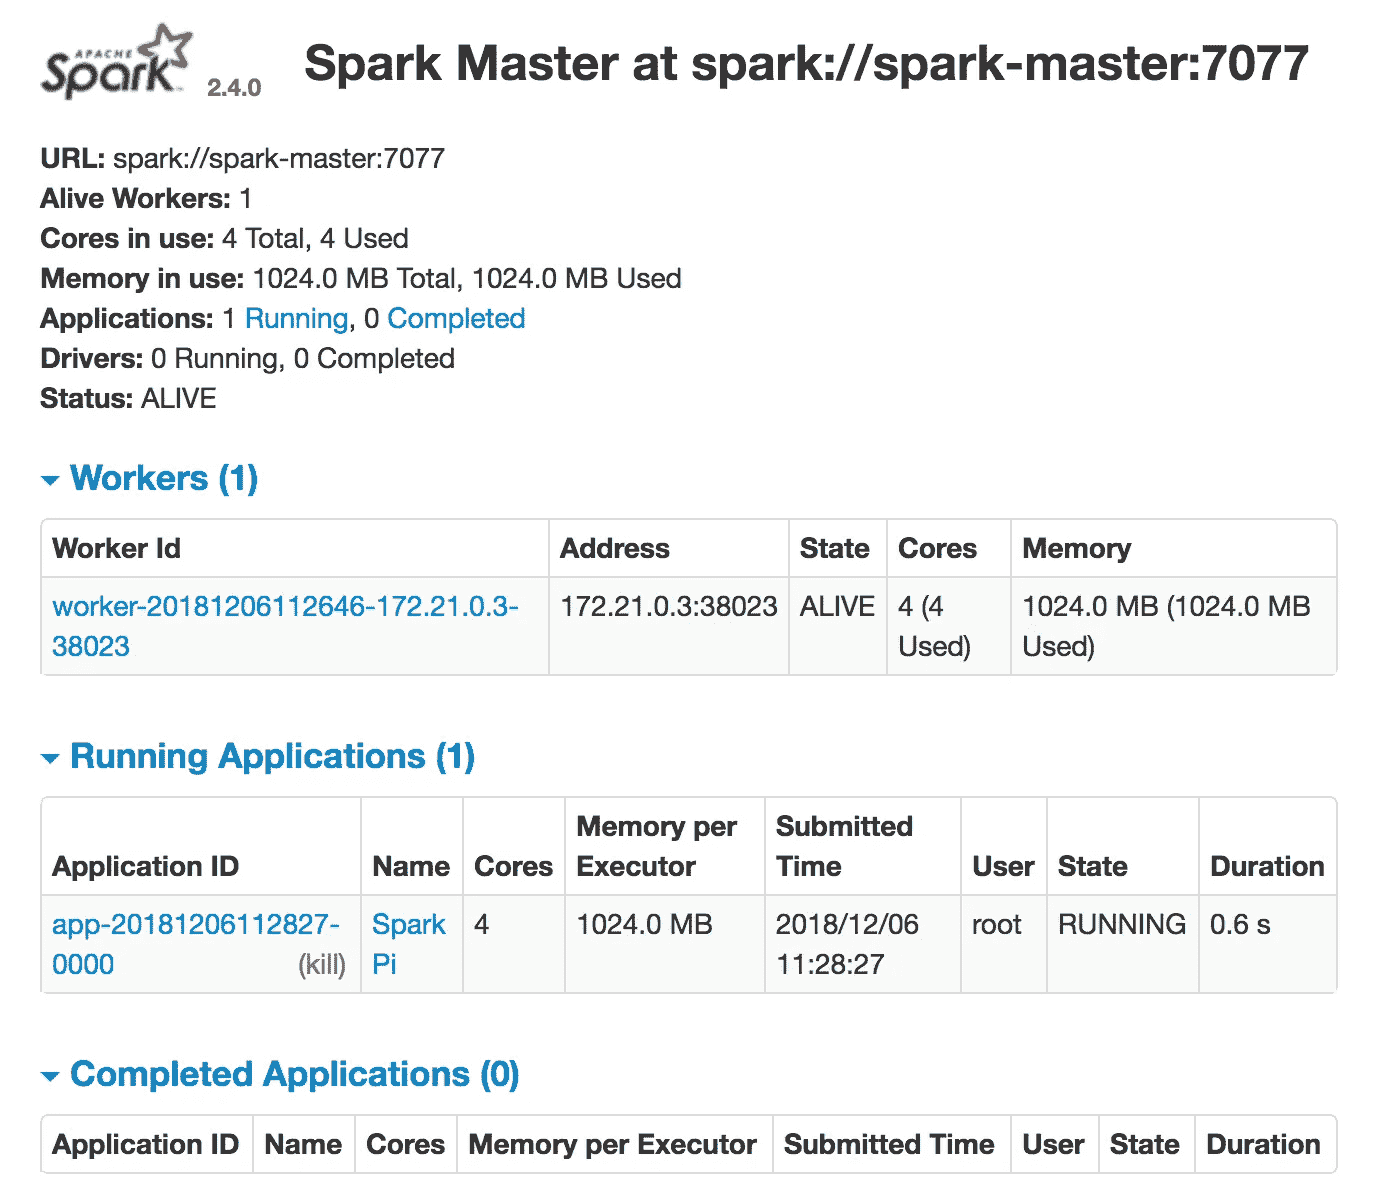 APACHE
Spark 2.4.0
Spark Master at spark://spark-master:7077
URL: spark://spark-master:7077
Alive Workers: 1
Cores in use: 4 Total, 4 Used
Memory in use: 1024.0 MB Total, 1024.0 MB Used
Applications: 1 Running, 0 Completed
Drivers: 0 Running, 0 Completed
Status: ALIVE
Workers (1)
Worker Id Address State Cores Memory
worker-20181206112646-172.21.0.3- 172.21.0.3:38023 ALIVE 4 (4 1024.0 MB (1024.0 MB
38023 Used) Used)
Running Applications (1)
Memory per Submitted
Application ID Name Cores Executor Time User State Duration
app-20181206112827- Spark 4 1024.0 MB 2018/12/06 root RUNNING 0.6 s
0000 (kill) Pi 11:28:27
Completed Applications (0)
Application ID Name Cores Memory per Executor Submitted Time User State Duration